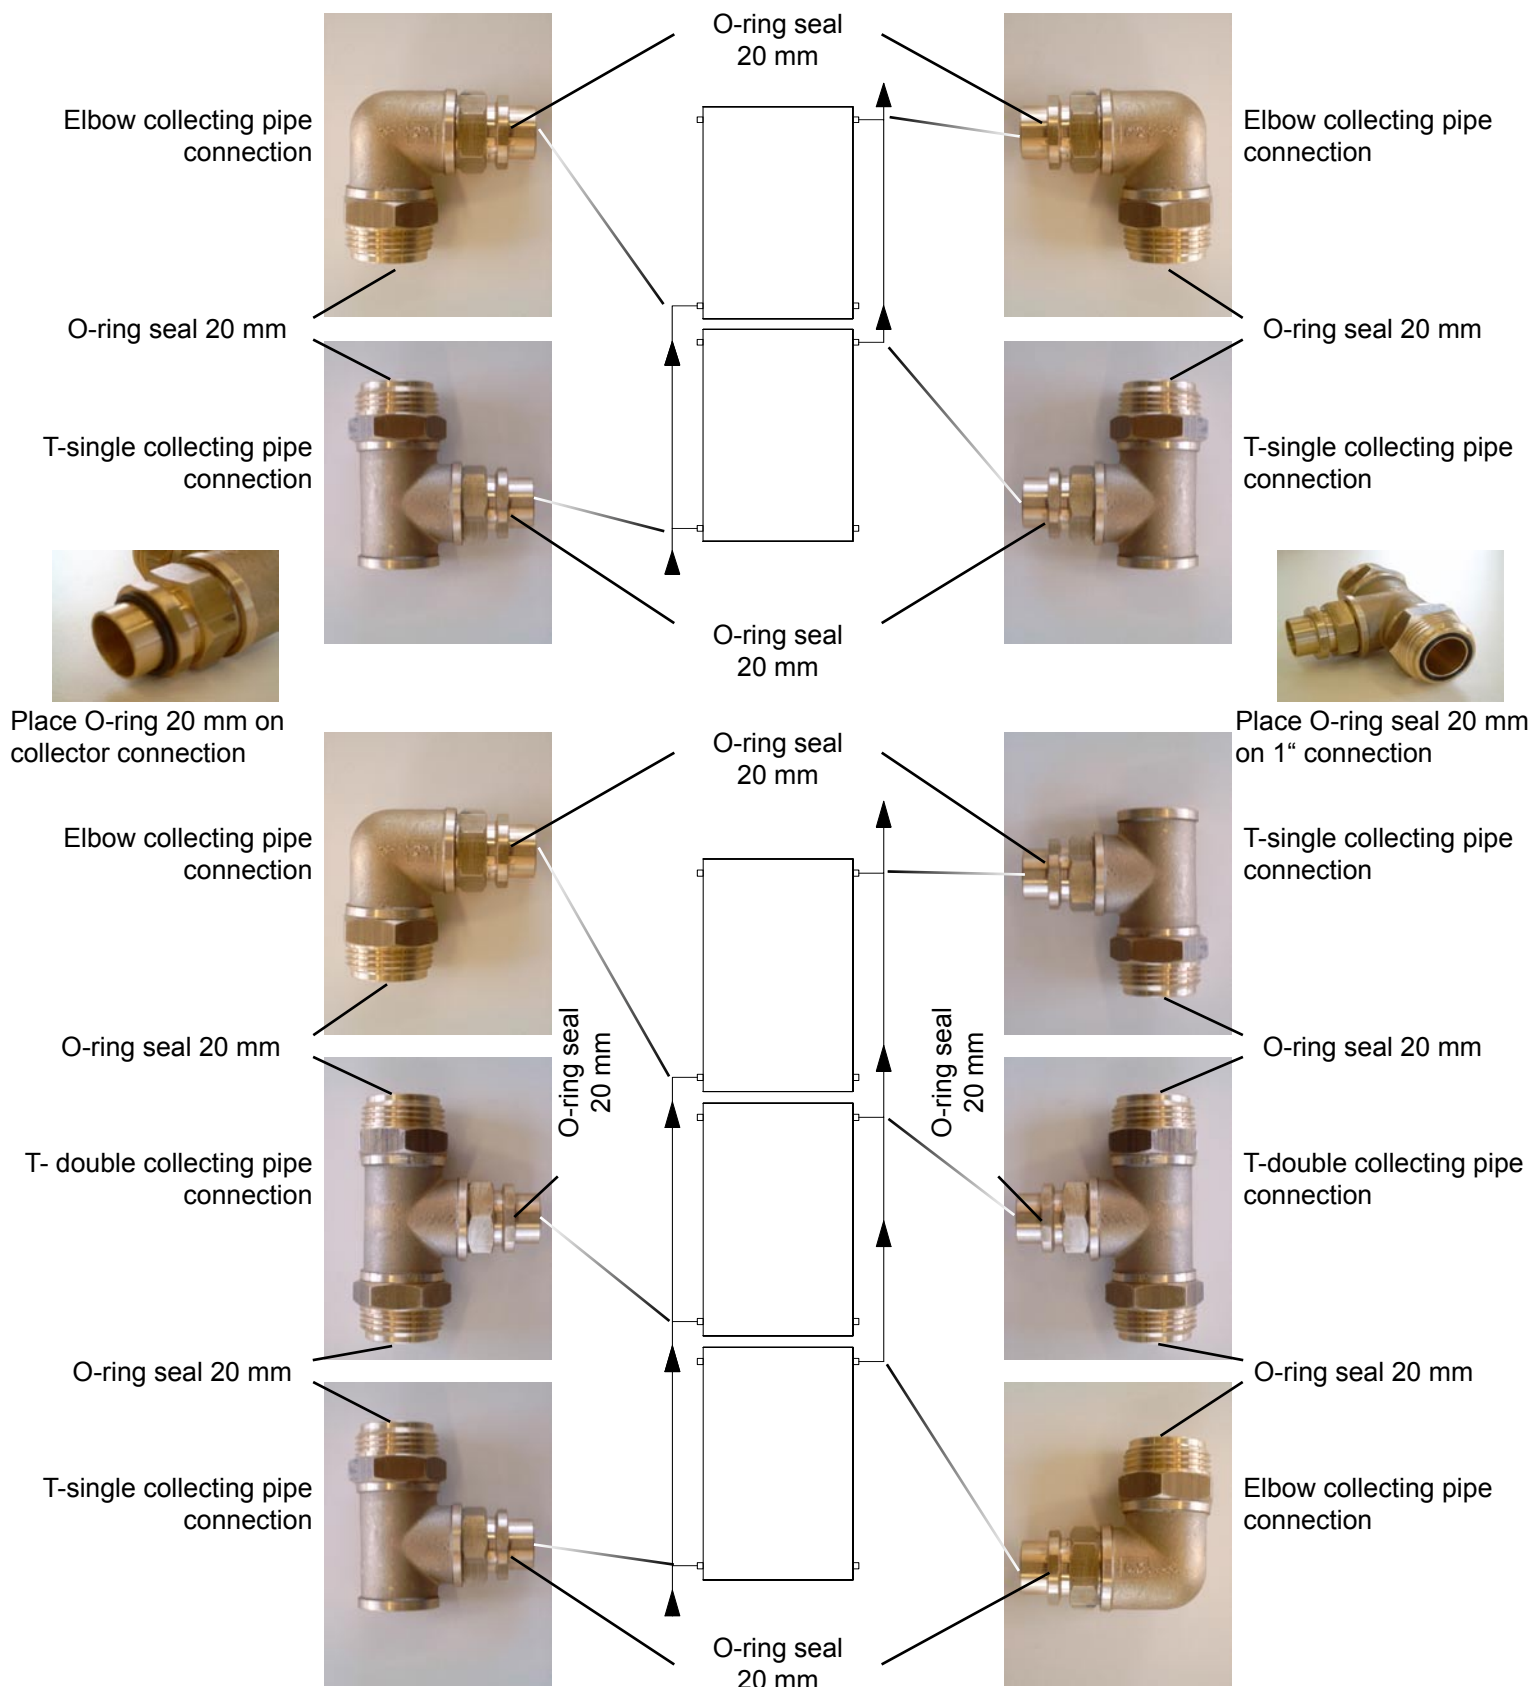 O-ring seal
20 mm
Elbow collecting pipe
connection
Elbow collecting pipe
connection
O-ring seal 20 mm
O-ring seal 20 mm
T-single collecting pipe
connection
T-single collecting pipe
connection
O-ring seal
20 mm
Place O-ring 20 mm on
collector connection
Place O-ring seal 20 mm
on 1“ connection
O-ring seal
20 mm
Elbow collecting pipe
connection
T-single collecting pipe
connection
O-ring seal 20 mm
O-ring seal
20 mm
O-ring seal
20 mm
O-ring seal 20 mm
T- double collecting pipe
connection
T-double collecting pipe
connection
O-ring seal 20 mm
O-ring seal 20 mm
T-single collecting pipe
connection
Elbow collecting pipe
connection
O-ring seal
20 mm